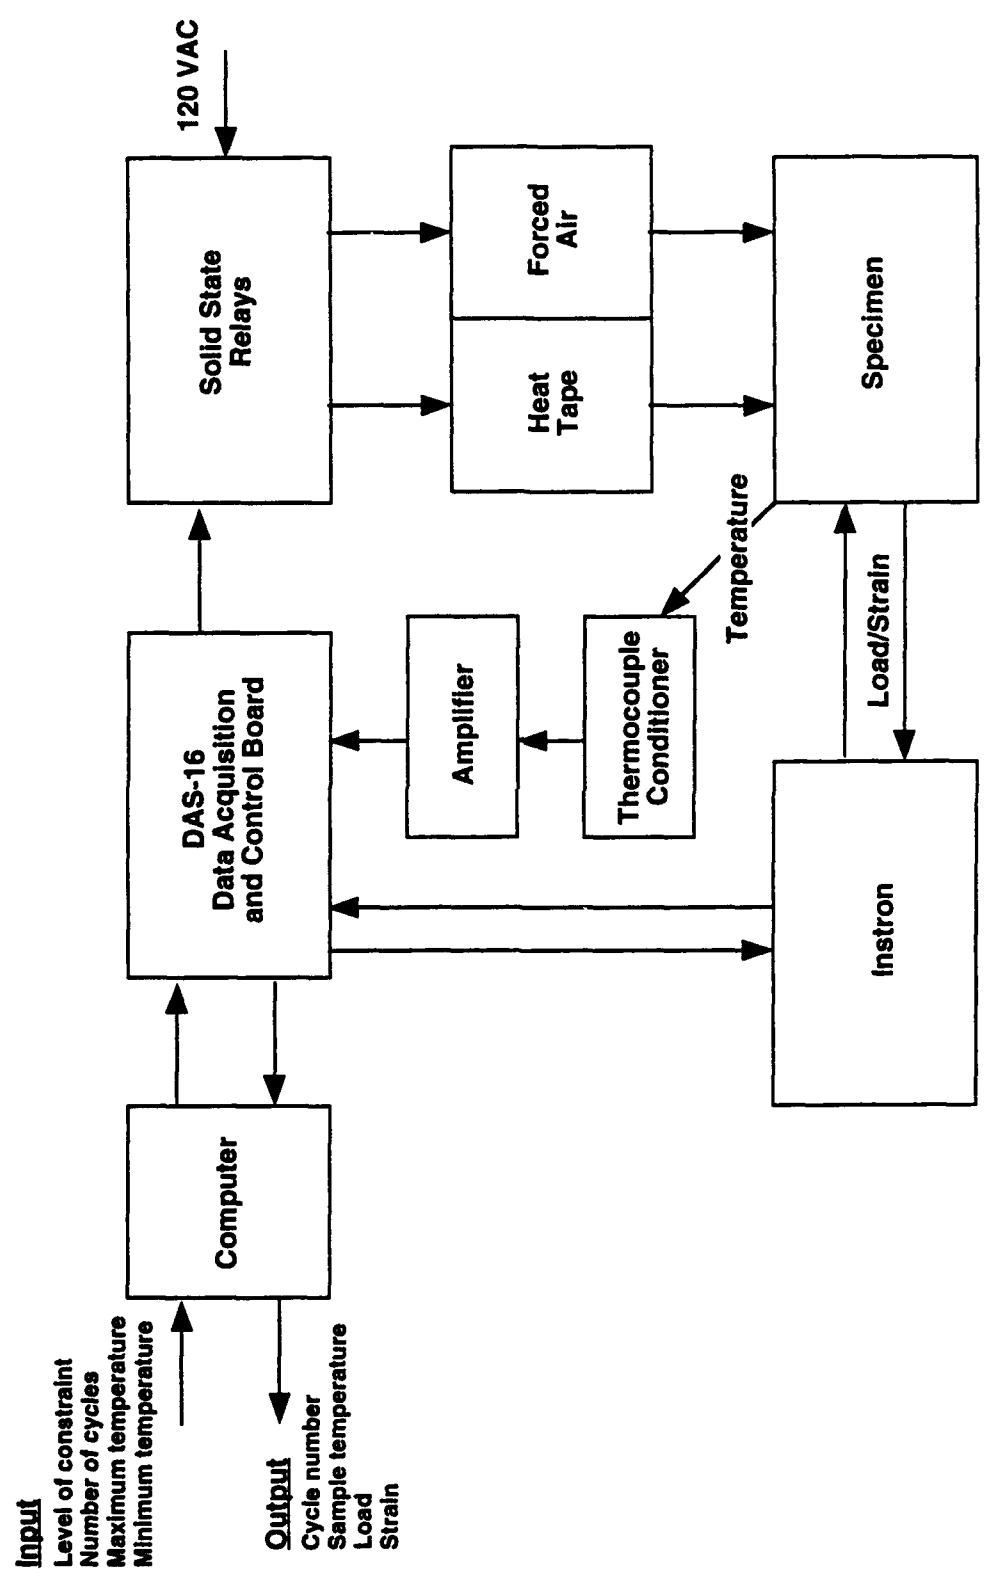 Input
Level of constraint
Number of cycles
Maximum temperature
Minimum temperature
Output
Cycle number
Sample temperature
Load
Strain
Computer
DAS-16
Data Acquisition
and Control Board
Solid State
Relays
120 VAC
Amplifier
Thermocouple
Conditioner
Heat
Tape
Forced
Air
Temperature
Instron
Load/Strain
Specimen